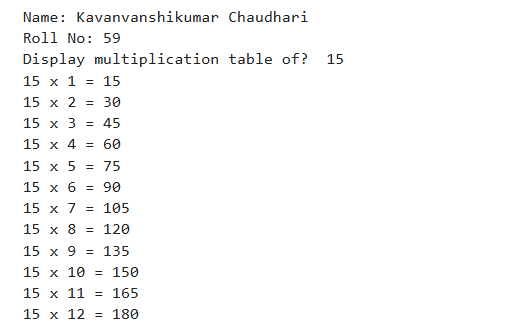 Name: Kavanvanshikumar Chaudhari
Roll No: 59
Display multiplication table of?  15
15 x 1 = 15
15 x 2 = 30
15 x 3 = 45
15 x 4 = 60
15 x 5 = 75
15 x 6 = 90
15 x 7 = 105
15 x 8 = 120
15 x 9 = 135
15 x 10 = 150
15 x 11 = 165
15 x 12 = 180